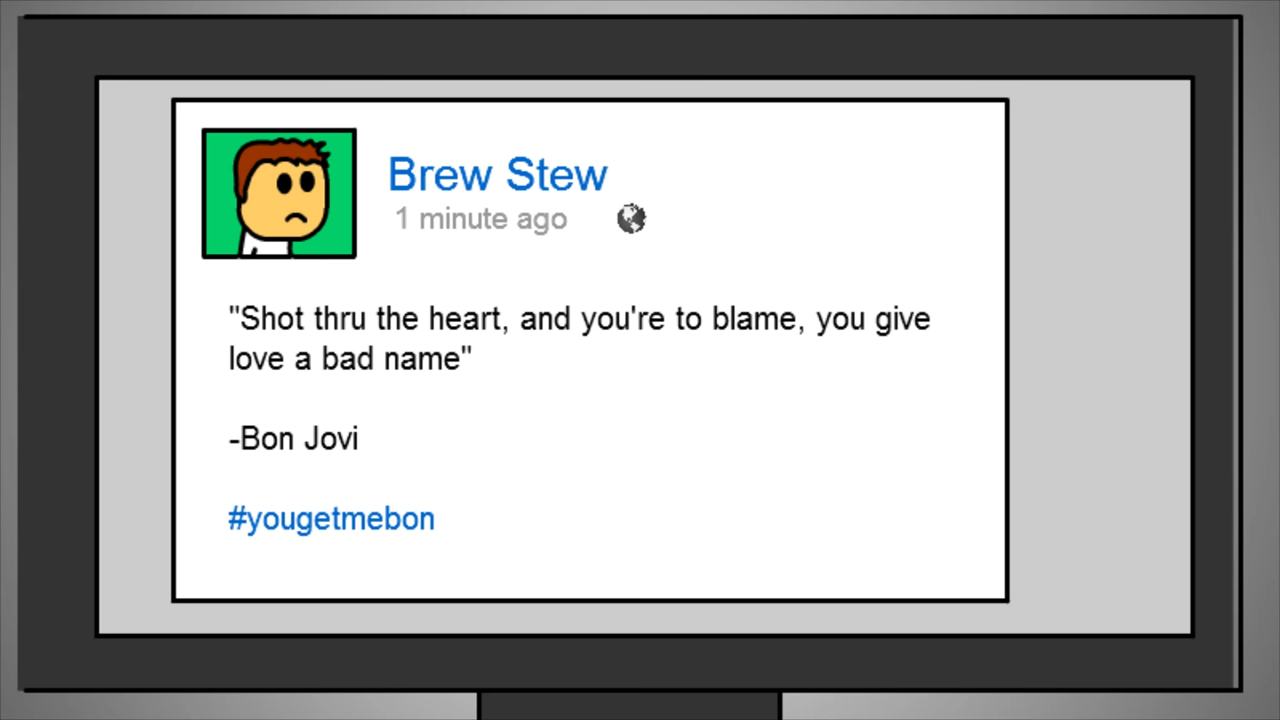 Brew Stew
1 minute ago
"Shot thru the heart, and you're to blame, you give
love a bad name"
-Bon Jovi
#yougetmebon